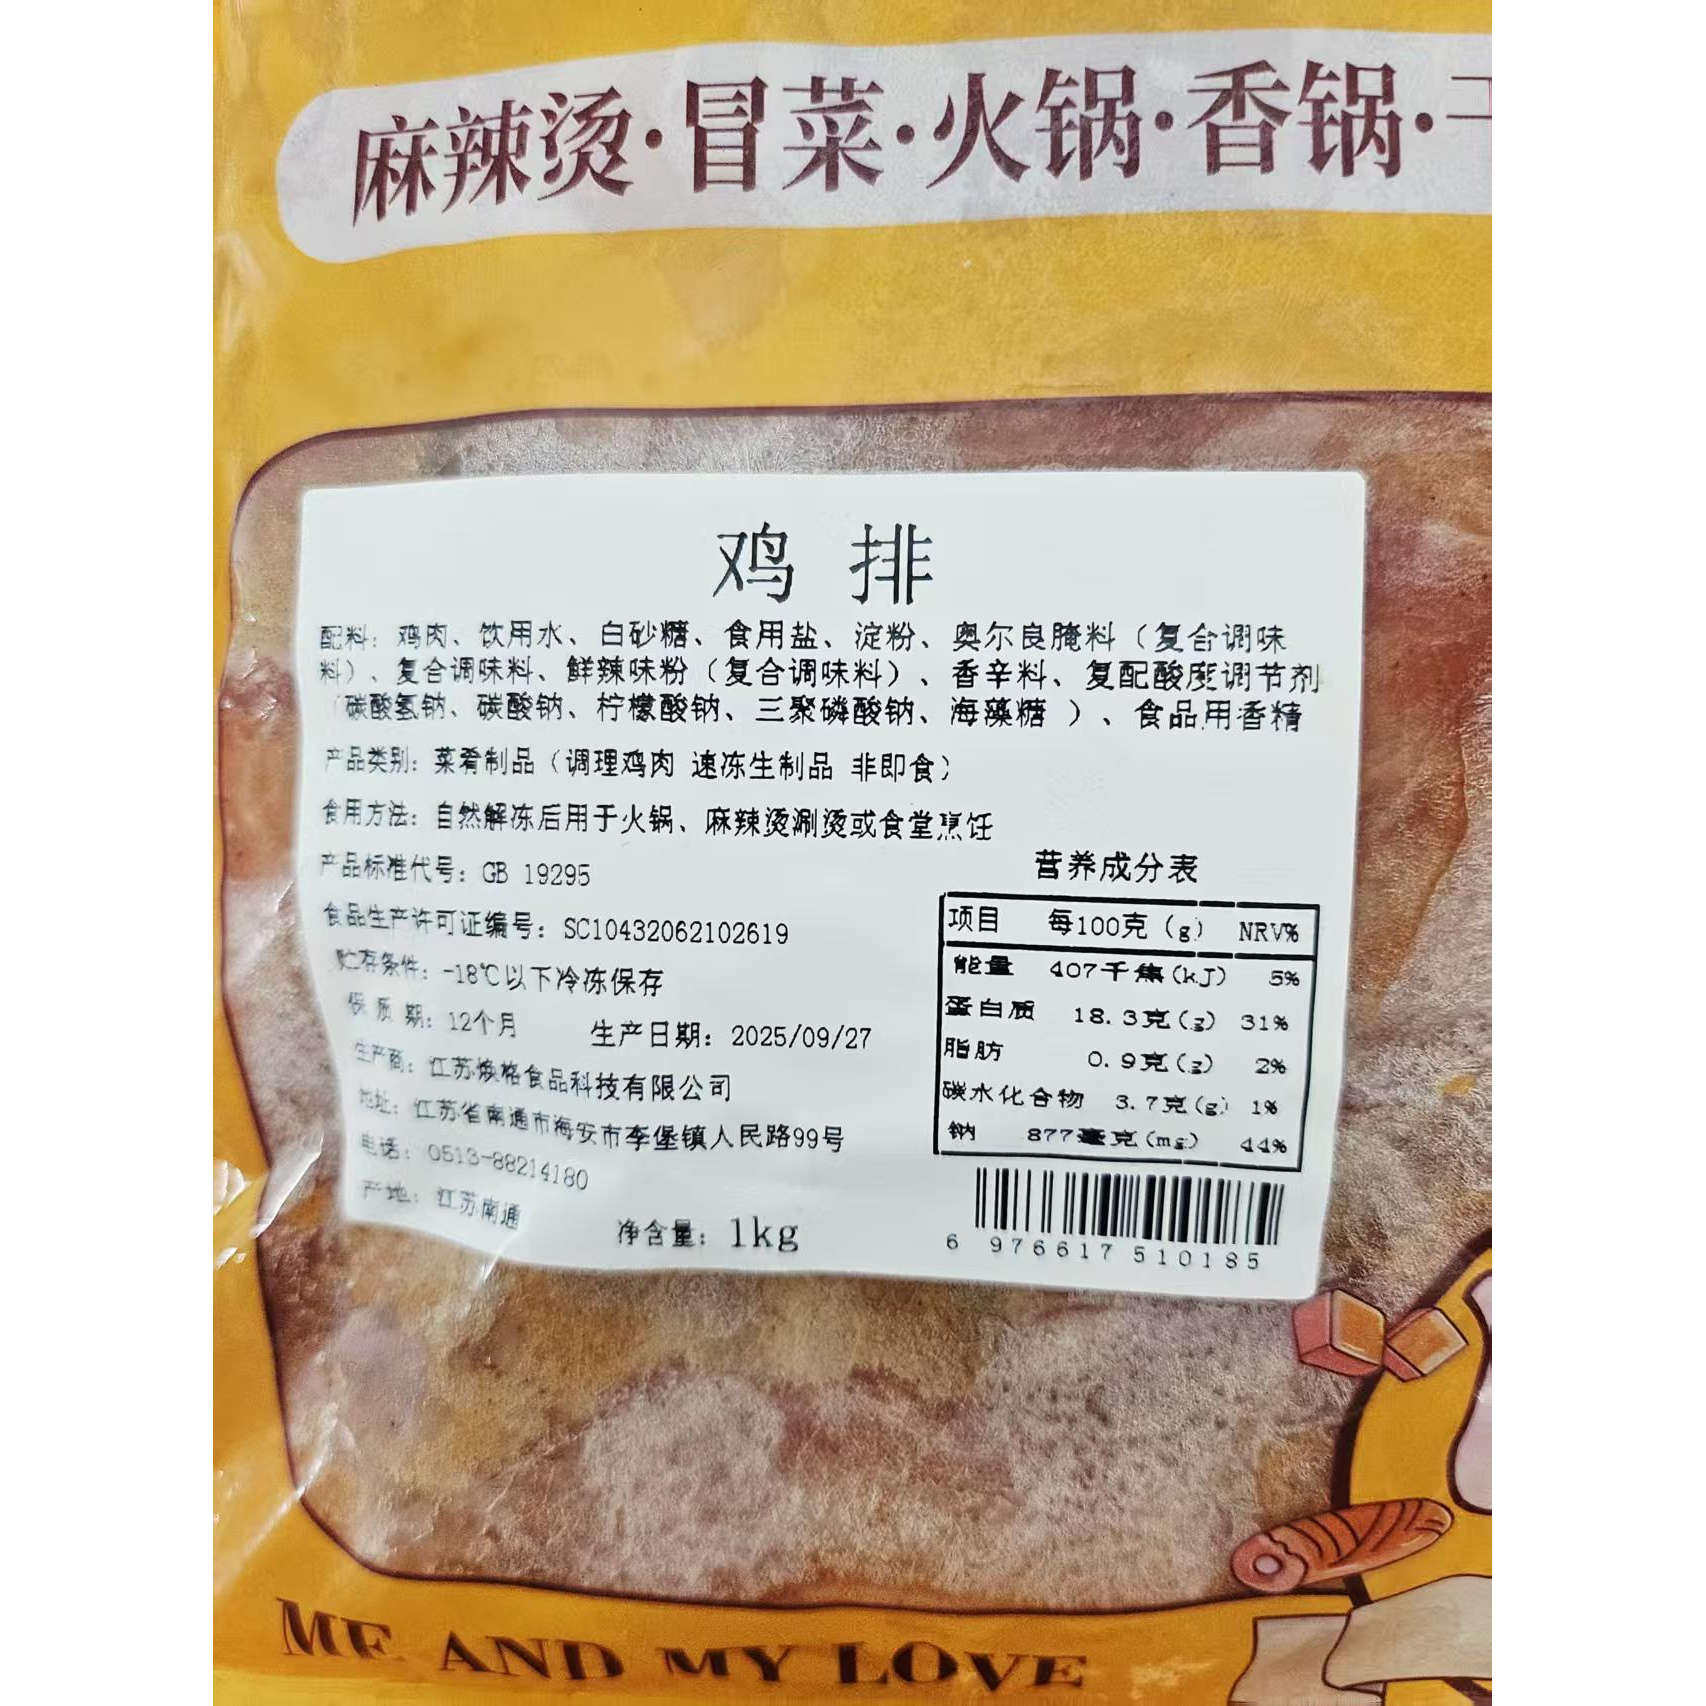 麻辣烫·冒菜·火锅·香锅·
鸡 排
配料：鸡肉、饮用水、白砂糖、食用盐、淀粉、奥尔良腌料（复合调味
料）、复合调味料、鲜辣味粉（复合调味料）、香辛料、复配酸度调节剂
（碳酸氢钠、碳酸钠、柠檬酸钠、三聚磷酸钠、海藻糖 ）、食品用香精
产品类别：菜肴制品（调理鸡肉 速冻生制品 非即食）
食用方法：自然解冻后用于火锅、麻辣烫涮烫或食堂烹饪
产品标准代号：GB 19295
食品生产许可证编号：SC10432062102619
贮存条件：-18℃以下冷冻保存
保 质 期：12个月 生产日期：2025/09/27
生产商：江苏焕格食品科技有限公司
地址：江苏省南通市海安市李堡镇人民路99号
电话：0513-88214180
产地：江苏南通
净含量：1kg
营养成分表
项目 每100克（g） NRV%
能量 407千焦(kJ) 5%
蛋白质 18.3克(g) 31%
脂肪 0.9克(g) 2%
碳水化合物 3.7克(g) 1%
钠 877毫克(mg) 44%
6 976617 510185
ME AND MY LOVE